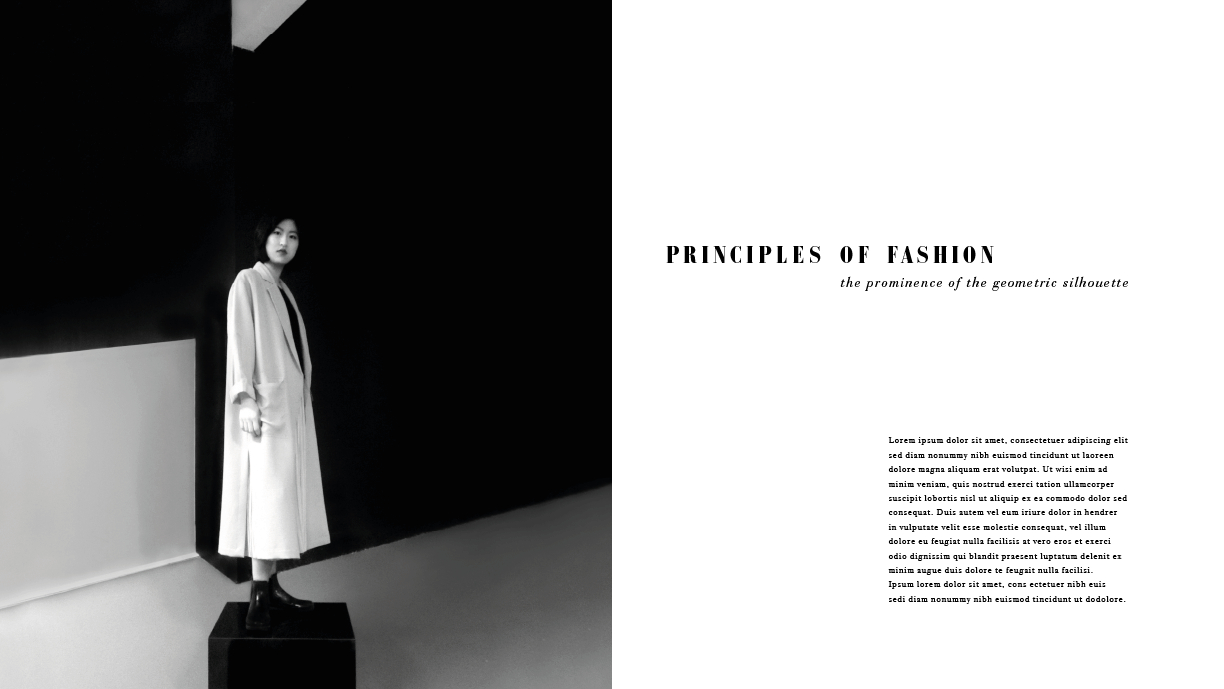 PRINCIPLES OF FASHION
the prominence of the geometric silhouette
Lorem ipsum dolor sit amet, consectetuer adipiscing elit
sed diam nonummy nibh euismod tincidunt ut laoreen
dolore magna aliquam erat volutpat. Ut wisi enim ad
minim veniam, quis nostrud exerci tation ullamcorper
suscipit lobortis nisl ut aliquip ex ea commodo dolor sed
consequat. Duis autem vel eum iriure dolor in hendrer
in vulputate velit esse molestie consequat, vel illum
dolore eu feugiat nulla facilisis at vero eros et exerci
odio dignissim qui blandit praesent luptatum delenit ex
minim augue duis dolore te feugait nulla facilisi.
Ipsum lorem dolor sit amet, cons ectetuer nibh euis
sedi diam nonummy nibh euismod tincidunt ut dodolore.